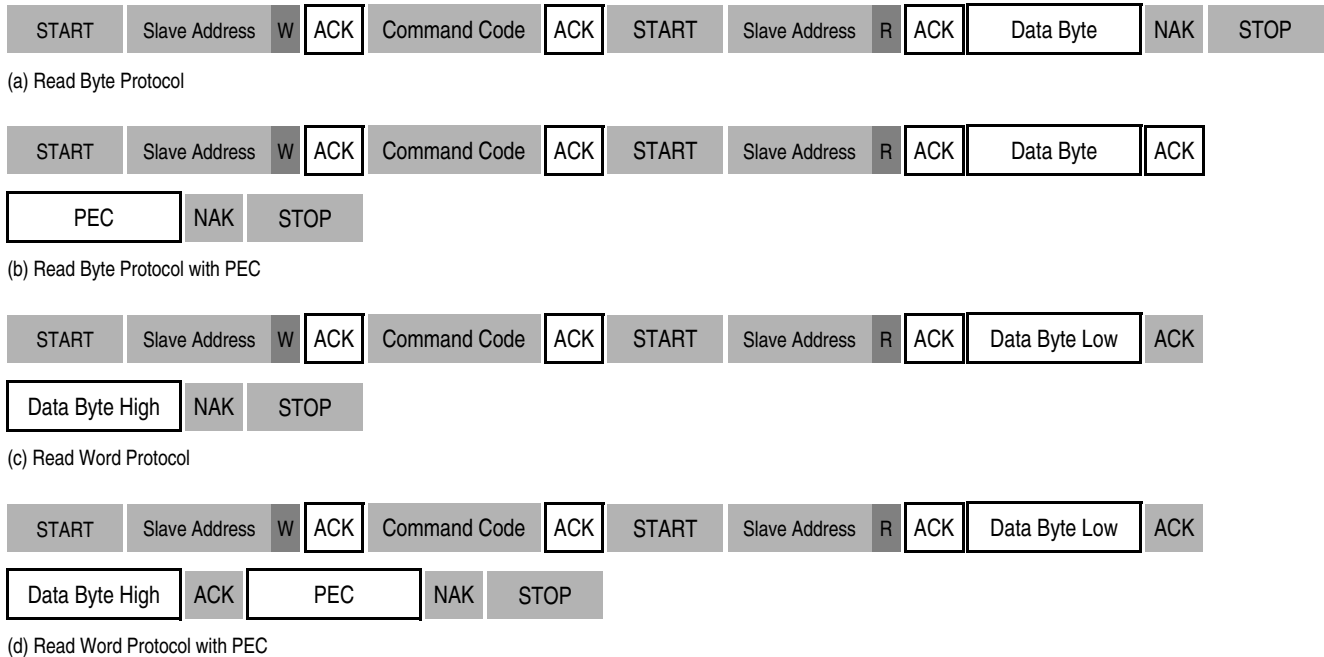 START Slave Address W ACK Command Code ACK START Slave Address R ACK Data Byte NAK STOP
(a) Read Byte Protocol
START Slave Address W ACK Command Code ACK START Slave Address R ACK Data Byte ACK
PEC NAK STOP
(b) Read Byte Protocol with PEC
START Slave Address W ACK Command Code ACK START Slave Address R ACK Data Byte Low ACK
Data Byte High NAK STOP
(c) Read Word Protocol
START Slave Address W ACK Command Code ACK START Slave Address R ACK Data Byte Low ACK
Data Byte High ACK PEC NAK STOP
(d) Read Word Protocol with PEC